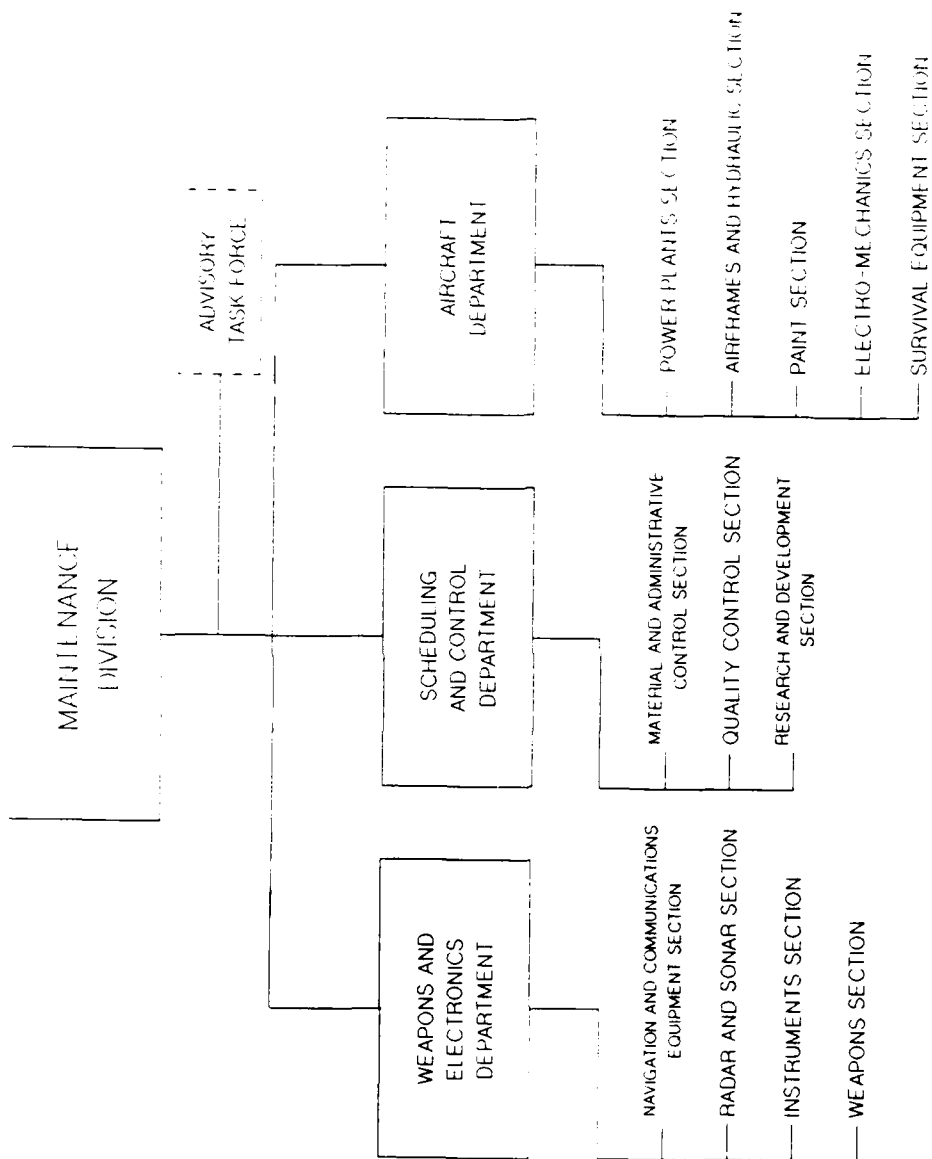 MAINTENANCE
DIVISION
ADVISORY
TASK FORCE
WEAPONS AND
ELECTRONICS
DEPARTMENT
NAVIGATION AND COMMUNICATIONS
EQUIPMENT SECTION
RADAR AND SONAR SECTION
INSTRUMENTS SECTION
WEAPONS SECTION
SCHEDULING
AND CONTROL
DEPARTMENT
MATERIAL AND ADMINISTRATIVE
CONTROL SECTION
QUALITY CONTROL SECTION
RESEARCH AND DEVELOPMENT
SECTION
AIRCRAFT
DEPARTMENT
POWER PLANTS SECTION
AIRFRAMES AND HYDRAULIC SECTION
PAINT SECTION
ELECTRO-MECHANICS SECTION
SURVIVAL EQUIPMENT SECTION